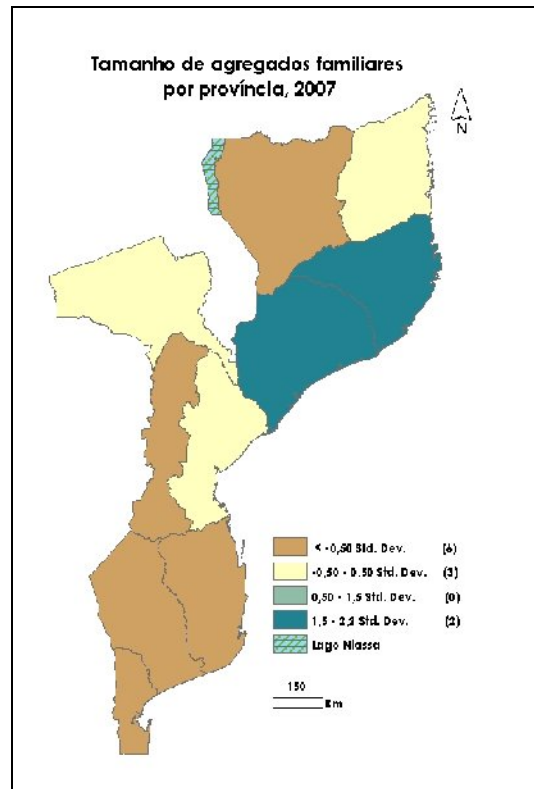 Tamanho de agregados familiares
por província, 2007
N
< -0,50 Std. Dev. (6)
-0,50 - 0.50 Std. Dev. (3)
0,50 - 1,5 Std. Dev. (0)
1,5 - 2,2 Std. Dev. (2)
Lago Niassa
150
Km